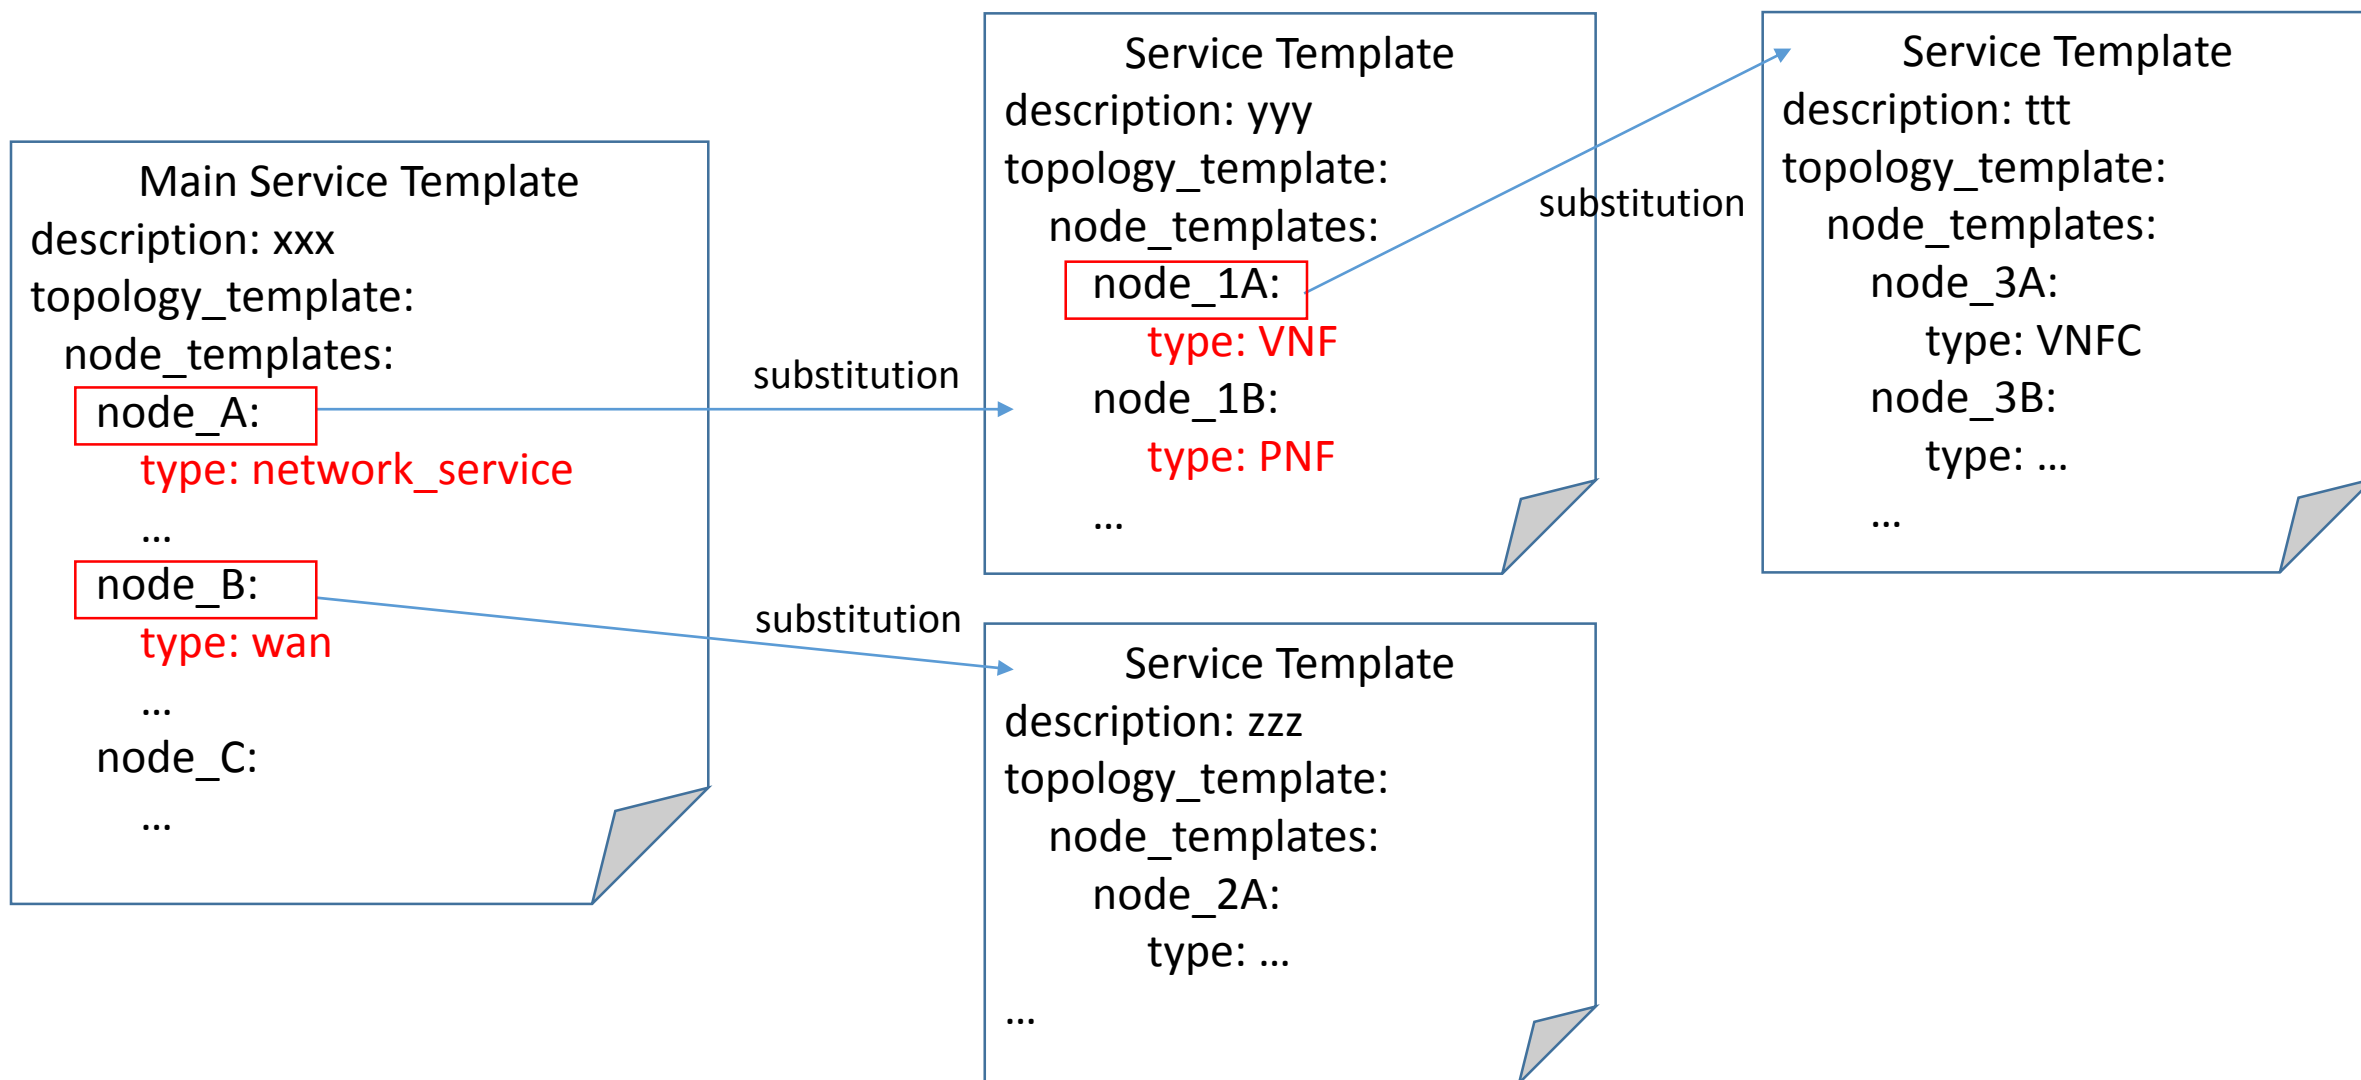 Main Service Template
description: xxx
topology_template:
node_templates:
node_A:
type: network_service
...
node_B:
type: wan
...
node_C:
...
substitution
substitution
Service Template
description: yyy
topology_template:
node_templates:
node_1A:
type: VNF
node_1B:
type: PNF
...
Service Template
description: zzz
topology_template:
node_templates:
node_2A:
type: ...
...
substitution
Service Template
description: ttt
topology_template:
node_templates:
node_3A:
type: VNFC
node_3B:
type: ...
...